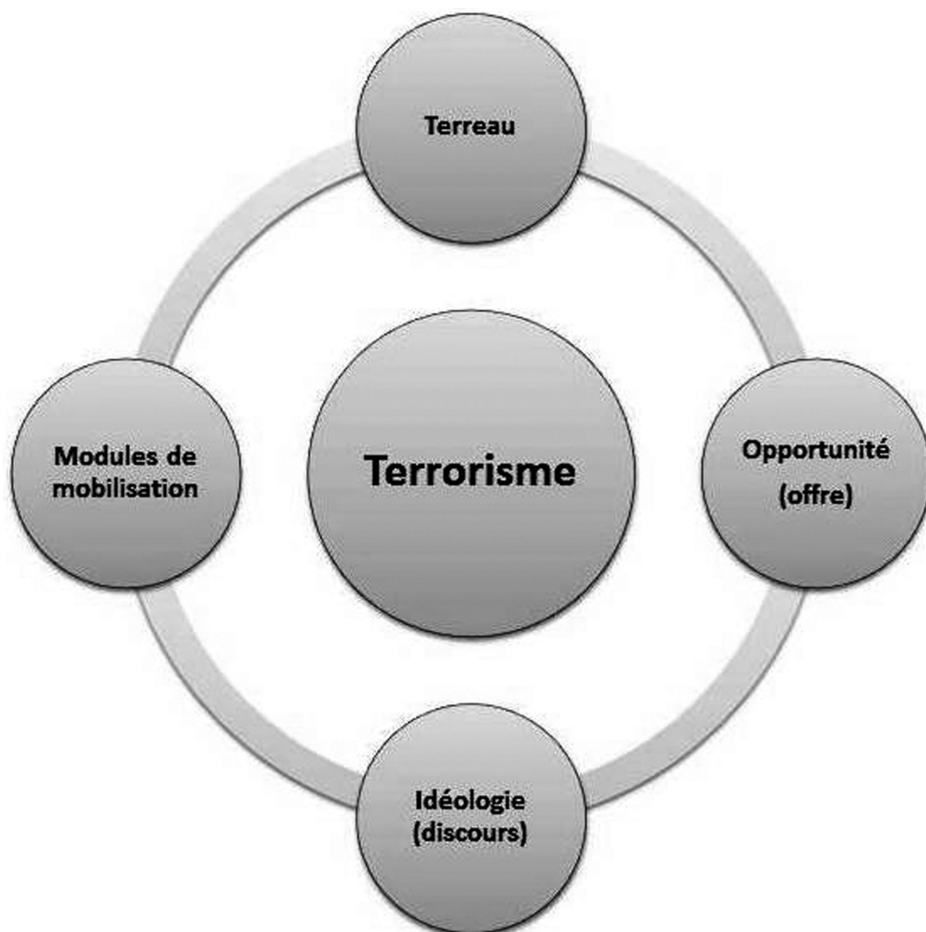 Terreau
Modules de
mobilisation
Terrorisme
Opportunité
(offre)
Idéologie
(discours)